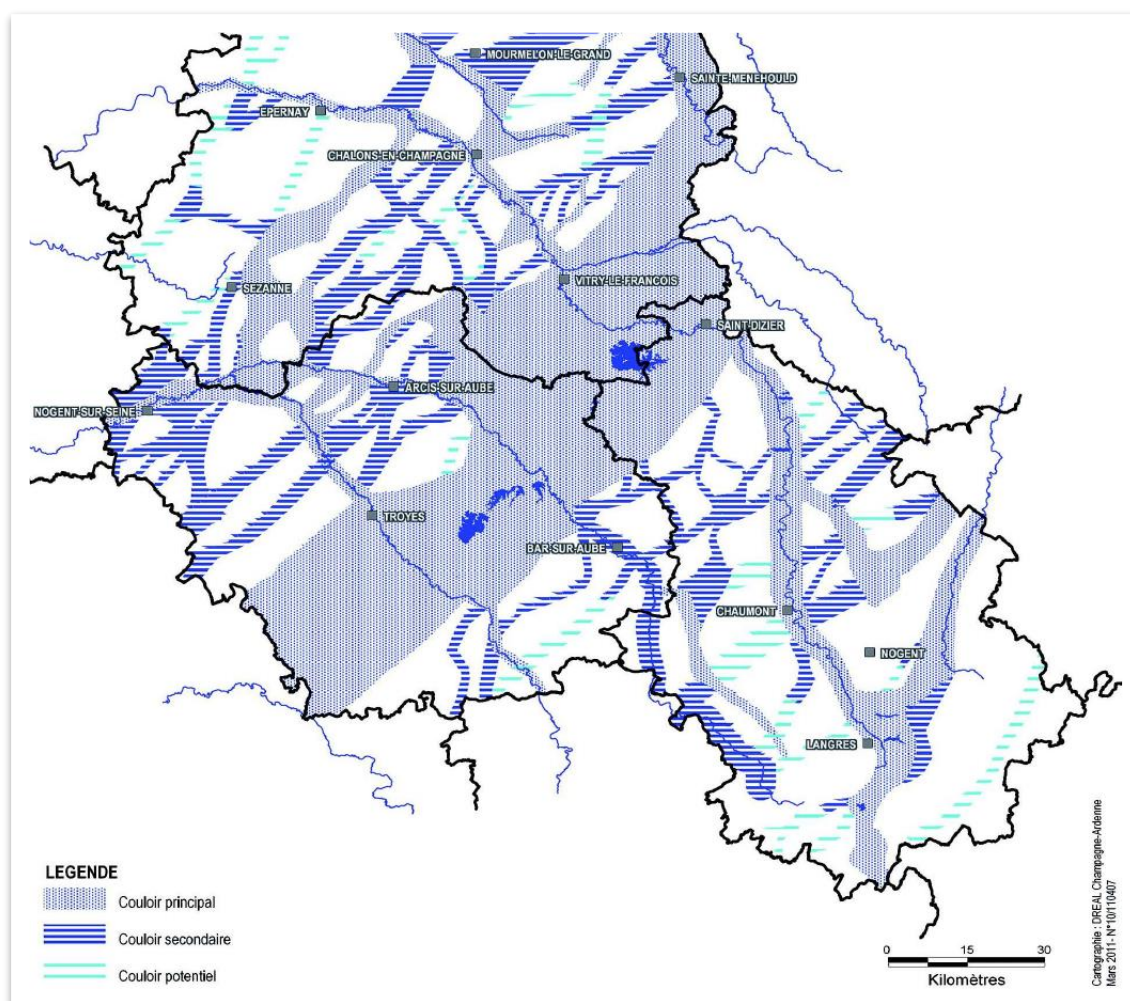 MOURMELON-LE-GRAND
SAINTE-MENEHOULD
EPERNAY
CHALONS-EN-CHAMPAGNE
VITRY-LE-FRANCOIS
SEZANNE
SAINT-DIZIER
ARCIS-SUR-AUBE
NOGENT-SUR-SEINE
TROYES
BAR-SUR-AUBE
CHAUMONT
NOGENT
LANGRES
LEGENDE
Couloir principal
Couloir secondaire
Couloir potentiel
0 15 30
Kilomètres
Cartographie : DREAL Champagne-Ardenne
Mars 2011- N°10/110407